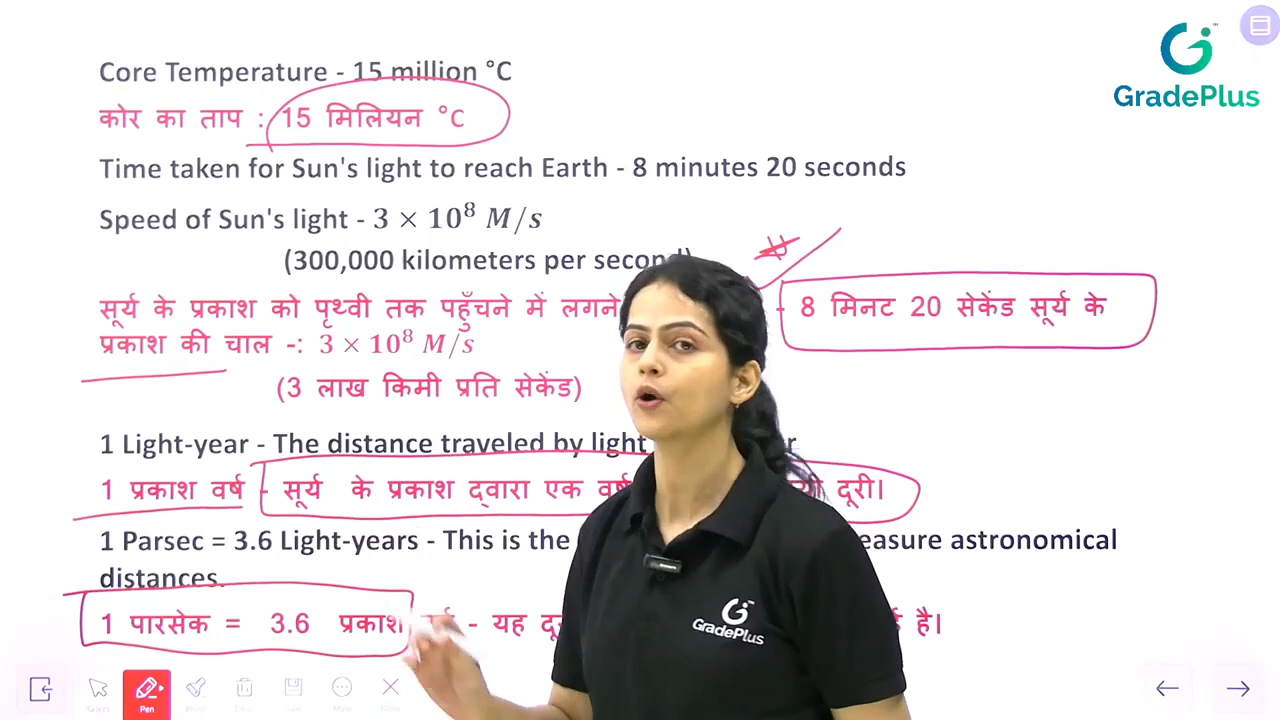 GradePlus
Core Temperature - 15 million °C
कोर का ताप : 15 मिलियन °C
Time taken for Sun's light to reach Earth - 8 minutes 20 seconds
Speed of Sun's light - 3 × 10⁸ M/s
(300,000 kilometers per second)
सूर्य के प्रकाश को पृथ्वी तक पहुँचने में लगने - 8 मिनट 20 सेकेंड सूर्य के
प्रकाश की चाल -: 3 × 10⁸ M/s
(3 लाख किमी प्रति सेकेंड)
1 Light-year - The distance traveled by light
1 प्रकाश वर्ष - सूर्य के प्रकाश द्वारा एक वर्ष दूरी।
1 Parsec = 3.6 Light-years - This is the astronomical
distances.
1 पारसेक = 3.6 प्रकाश - यह है।
GradePlus
Select
Pen